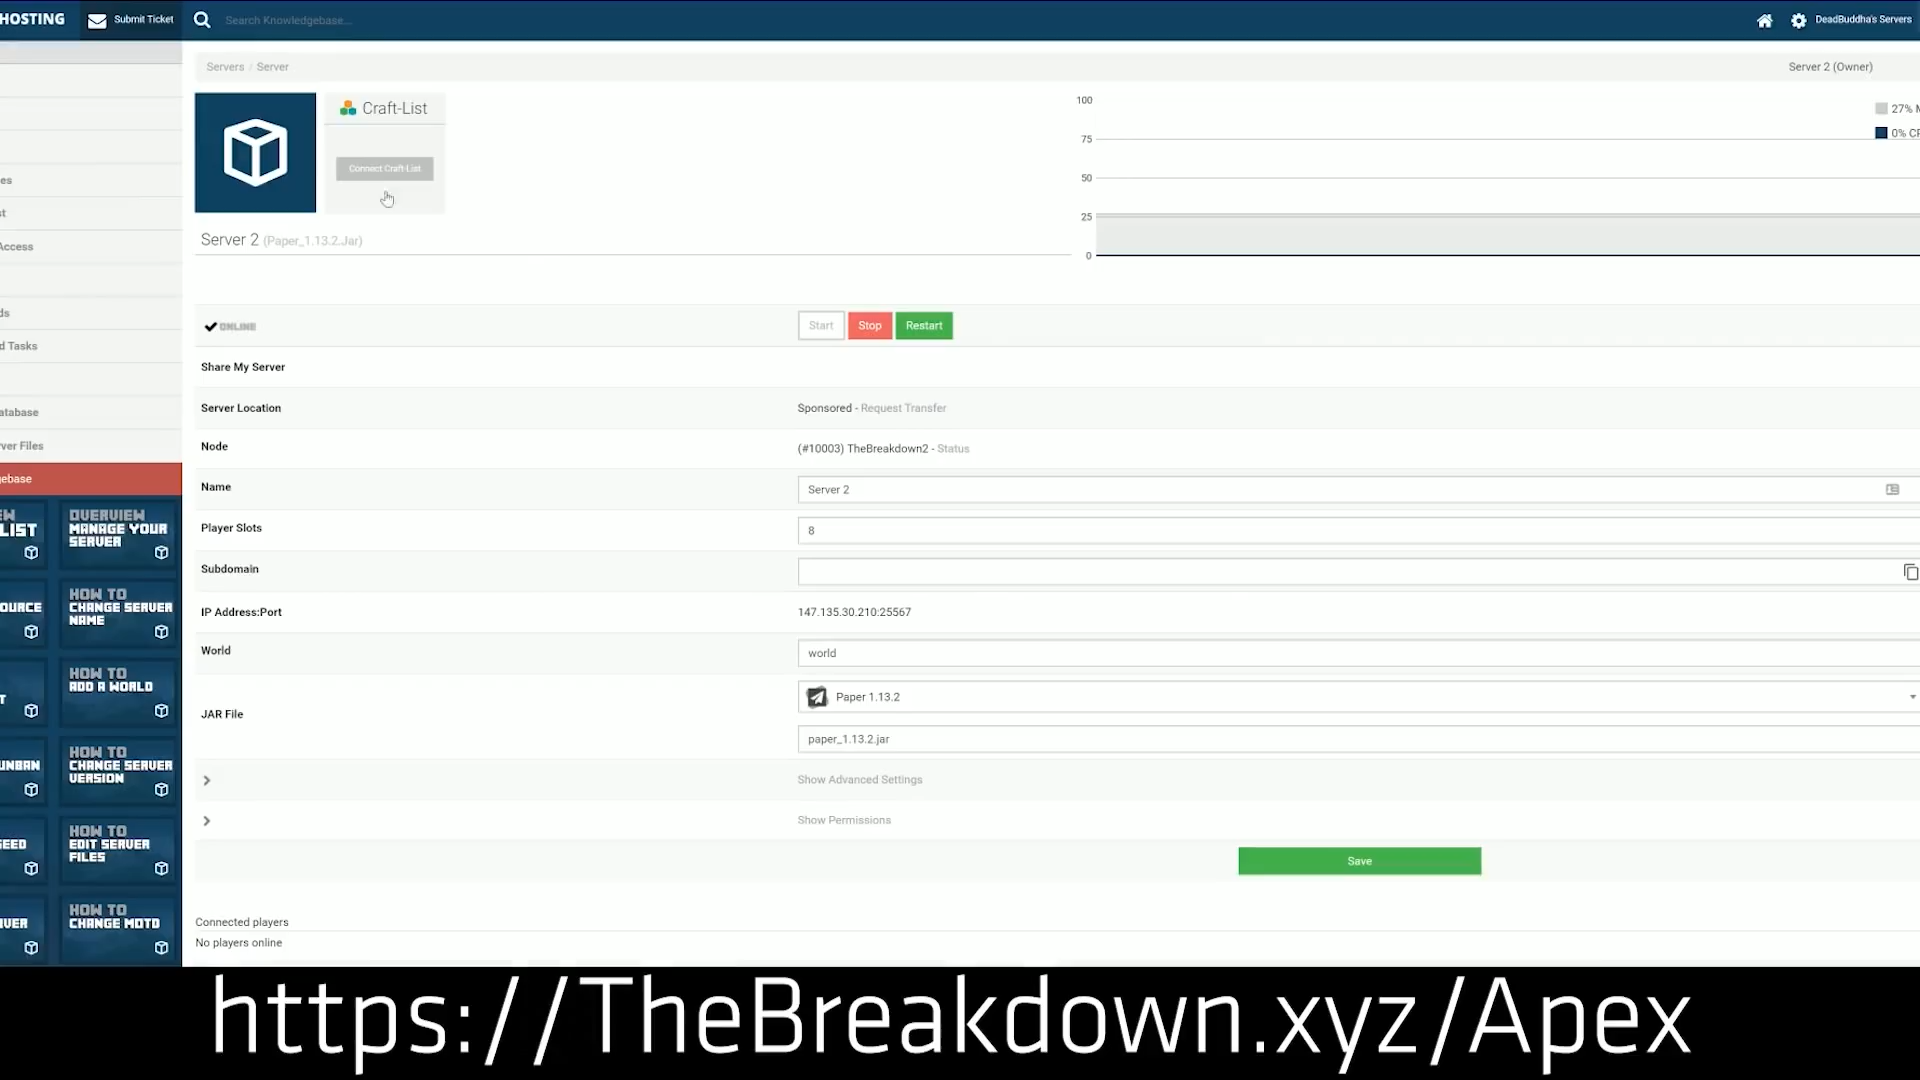 HOSTING
Submit Ticket
Search Knowledgebase...
DeadBuddha's Servers
Servers / Server
Server 2 (Owner)
Craft-List
Connect Craft-List
Server 2 (Paper_1.13.2.Jar)
100
75
50
25
0
27% M
0% CP
es
st
Access
ds
d Tasks
atabase
ver Files
gebase
ONLINE
Start
Stop
Restart
Share My Server
Server Location
Sponsored - Request Transfer
Node
(#10003) TheBreakdown2 - Status
Name
Server 2
Player Slots
8
Subdomain
IP Address:Port
147.135.30.210:25567
World
world
JAR File
Paper 1.13.2
paper_1.13.2.jar
Show Advanced Settings
Show Permissions
Save
Connected players
No players online
EW
LIST
OVERVIEW
MANAGE YOUR
SERVER
OURCE
HOW TO
CHANGE SERVER
NAME
T
HOW TO
ADD A WORLD
UNBAN
HOW TO
CHANGE SERVER
VERSION
SEED
HOW TO
EDIT SERVER
FILES
VER
HOW TO
CHANGE MOTD
https://TheBreakdown.xyz/Apex